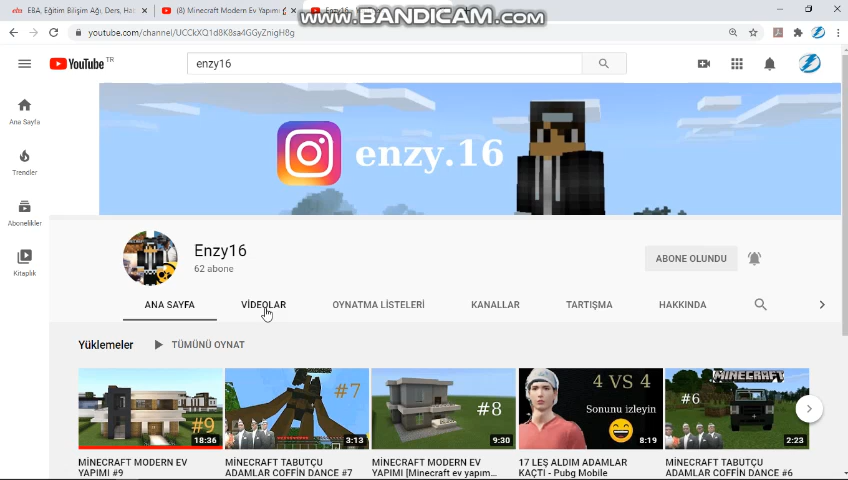 EBA, Eğitim Bilişim Ağı, Ders, Ha
(8) Minecraft Modern Ev Yapımı
Enzy16
www.BANDICAM.com
youtube.com/channel/UCCkXQ1d8K8sa4GGyZnigH8g
YouTube TR
enzy16
Ana Sayfa
Trendler
Abonelikler
Kitaplık
enzy.16
Enzy16
62 abone
ABONE OLUNDU
ANA SAYFA VİDEOLAR OYNATMA LİSTELERİ KANALLAR TARTIŞMA HAKKINDA
Yüklemeler TÜMÜNÜ OYNAT
#9
18:36
#7
3:13
#8
9:30
4 VS 4
Sonunu izleyin
8:19
MINECRAFT
#6
2:23
MİNECRAFT MODERN EV
YAPIMI #9
MİNECRAFT TABUTÇU
ADAMLAR COFFİN DANCE #7
MİNECRAFT MODERN EV
YAPIMI [Minecraft ev yapım...
17 LEŞ ALDIM ADAMLAR
KAÇTI - Pubg Mobile
MİNECRAFT TABUTÇU
ADAMLAR COFFİN DANCE #6